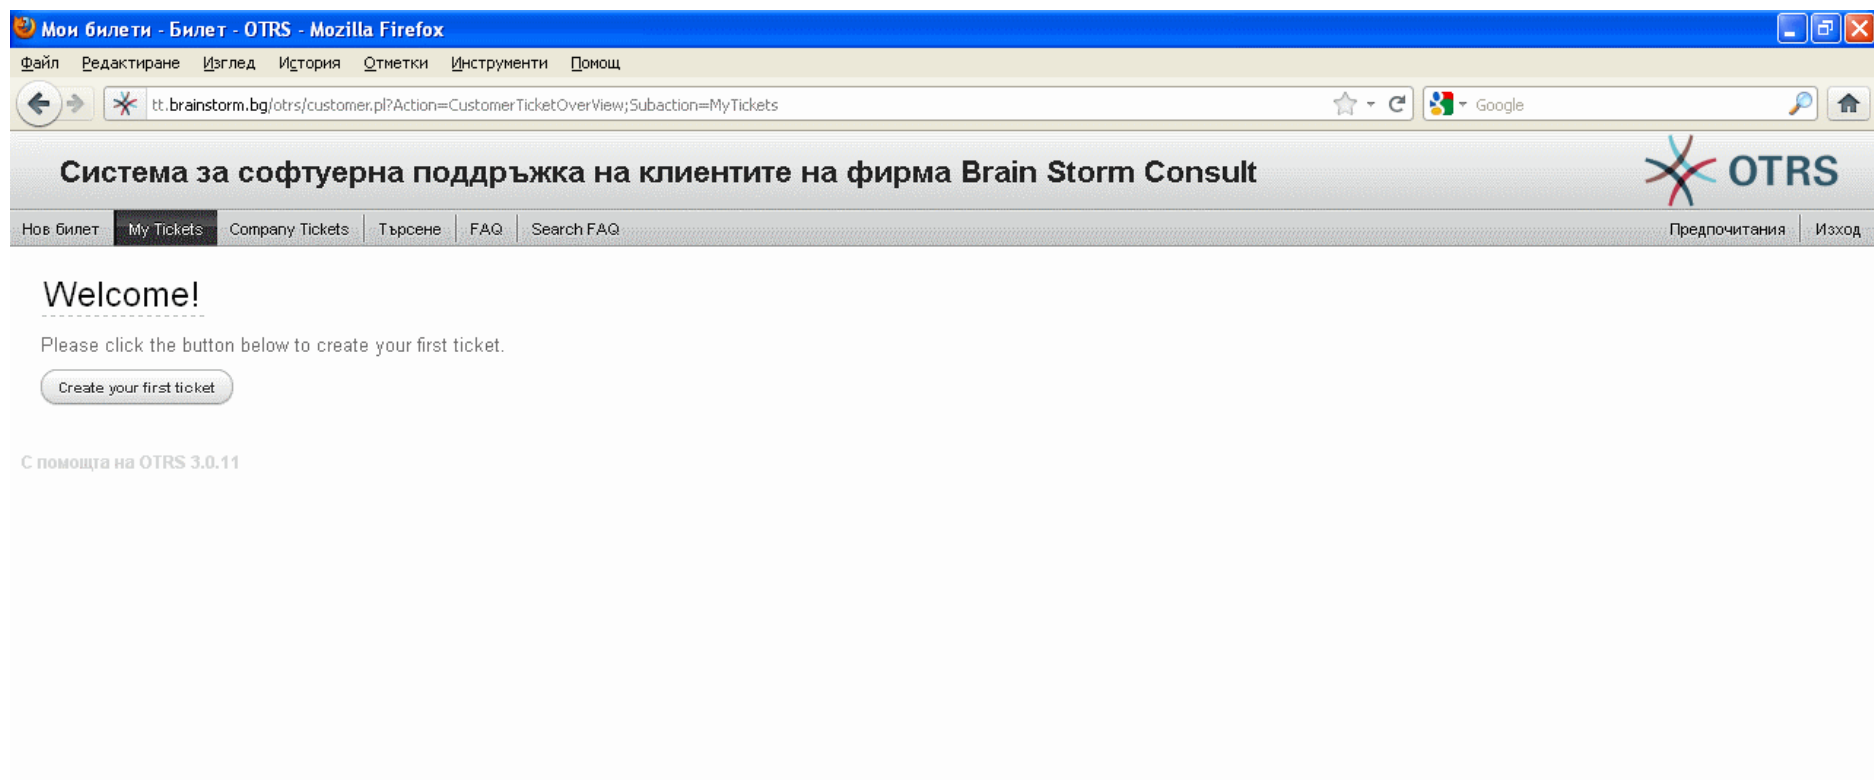 Мои билети - Билет - OTRS - Mozilla Firefox
Файл Редактиране Изглед История Отметки Инструменти Помощ
tt.brainstorm.bg/otrs/customer.pl?Action=CustomerTicketOverView;Subaction=MyTickets Google
Система за софтуерна поддръжка на клиентите на фирма Brain Storm Consult OTRS
Нов билет My Tickets Company Tickets Търсене FAQ Search FAQ Предпочитания Изход
Welcome!
Please click the button below to create your first ticket.
Create your first ticket
С помощта на OTRS 3.0.11